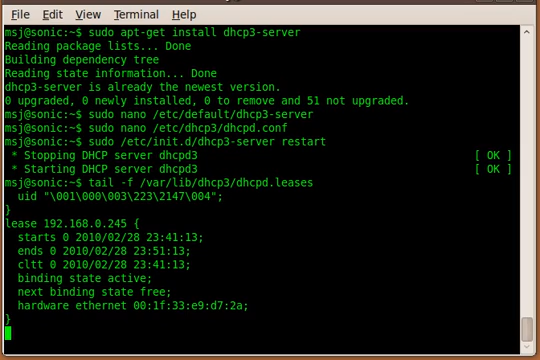 File Edit View Terminal Help
msj@sonic:~$ sudo apt-get install dhcp3-server
Reading package lists... Done
Building dependency tree
Reading state information... Done
dhcp3-server is already the newest version.
0 upgraded, 0 newly installed, 0 to remove and 51 not upgraded.
msj@sonic:~$ sudo nano /etc/default/dhcp3-server
msj@sonic:~$ sudo nano /etc/dhcp3/dhcpd.conf
msj@sonic:~$ sudo /etc/init.d/dhcp3-server restart
 * Stopping DHCP server dhcpd3 [ OK ]
 * Starting DHCP server dhcpd3 [ OK ]
msj@sonic:~$ tail -f /var/lib/dhcp3/dhcpd.leases
  uid "\001\000\003\223\2147\004";
}
lease 192.168.0.245 {
  starts 0 2010/02/28 23:41:13;
  ends 0 2010/02/28 23:51:13;
  cltt 0 2010/02/28 23:41:13;
  binding state active;
  next binding state free;
  hardware ethernet 00:1f:33:e9:d7:2a;
}